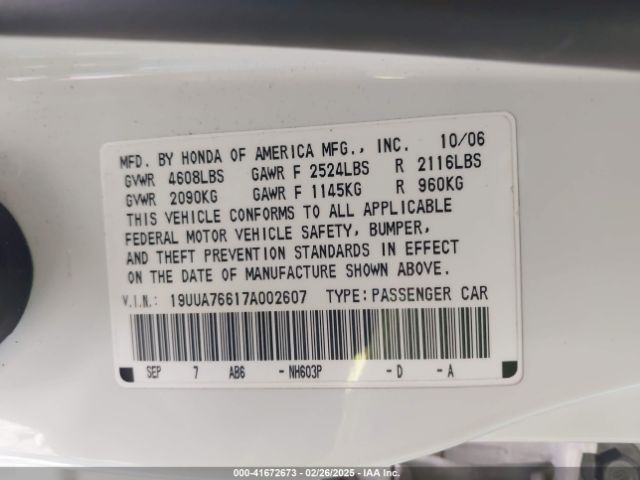 MFD. BY HONDA OF AMERICA MFG., INC. 10/06
GVWR 4608LBS GAWR F 2524LBS R 2116LBS
GVWR 2090KG GAWR F 1145KG R 960KG
THIS VEHICLE CONFORMS TO ALL APPLICABLE
FEDERAL MOTOR VEHICLE SAFETY, BUMPER,
AND THEFT PREVENTION STANDARDS IN EFFECT
ON THE DATE OF MANUFACTURE SHOWN ABOVE.
V.I.N.: 19UUA76617A002607 TYPE: PASSENGER CAR
SEP 7 AB6 -NH603P -D -A
000-41672673 - 02/26/2025 - IAA Inc.